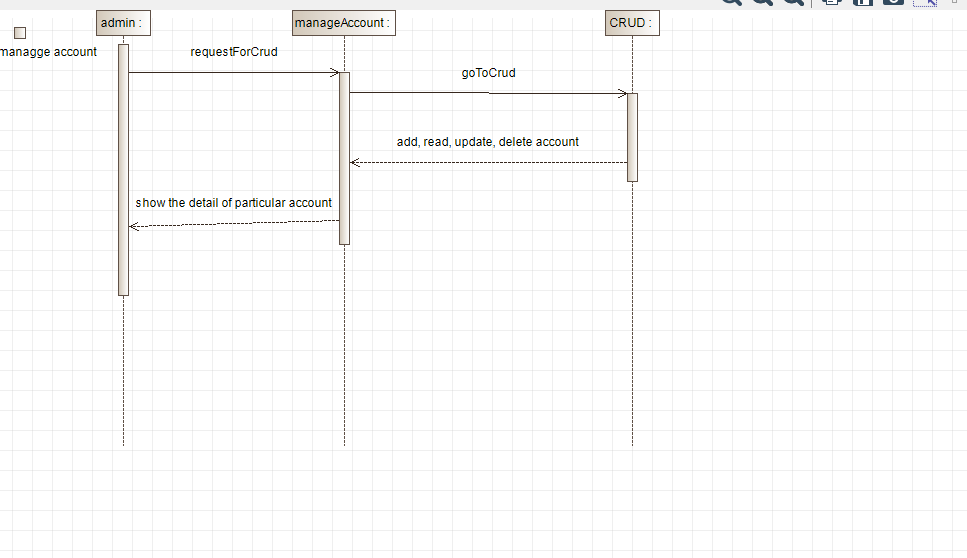 admin :
manageAccount :
CRUD :
managge account
requestForCrud
goToCrud
add, read, update, delete account
show the detail of particular account